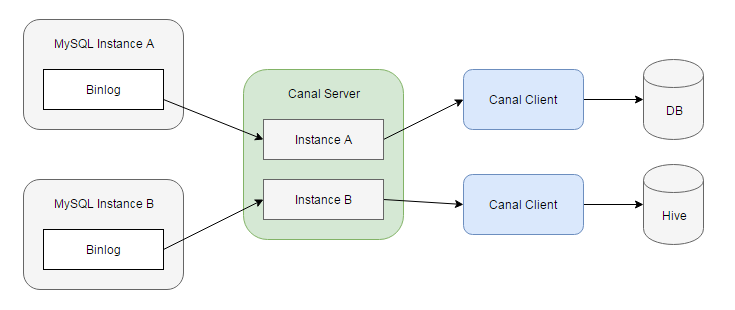 MySQL Instance A
Binlog
Canal Server
Instance A
Canal Client
DB
MySQL Instance B
Binlog
Instance B
Canal Client
Hive